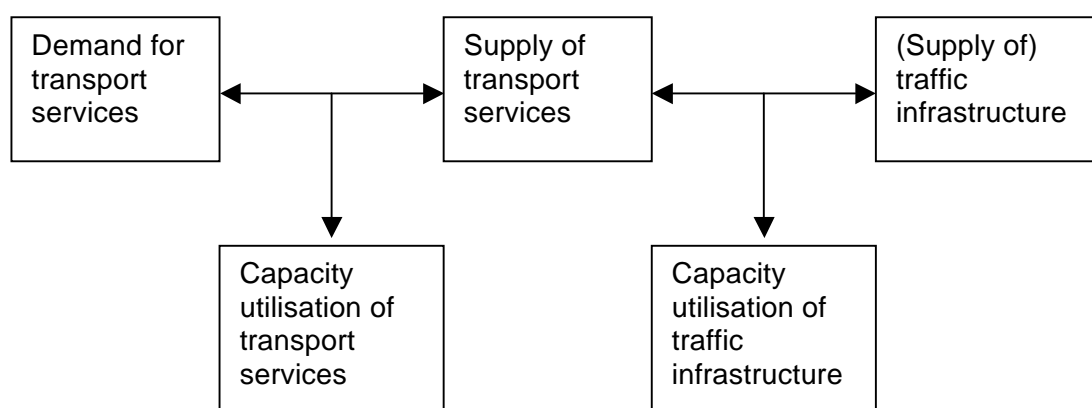 Demand for
transport
services
Supply of
transport
services
(Supply of)
traffic
infrastructure
Capacity
utilisation of
transport
services
Capacity
utilisation of
traffic
infrastructure